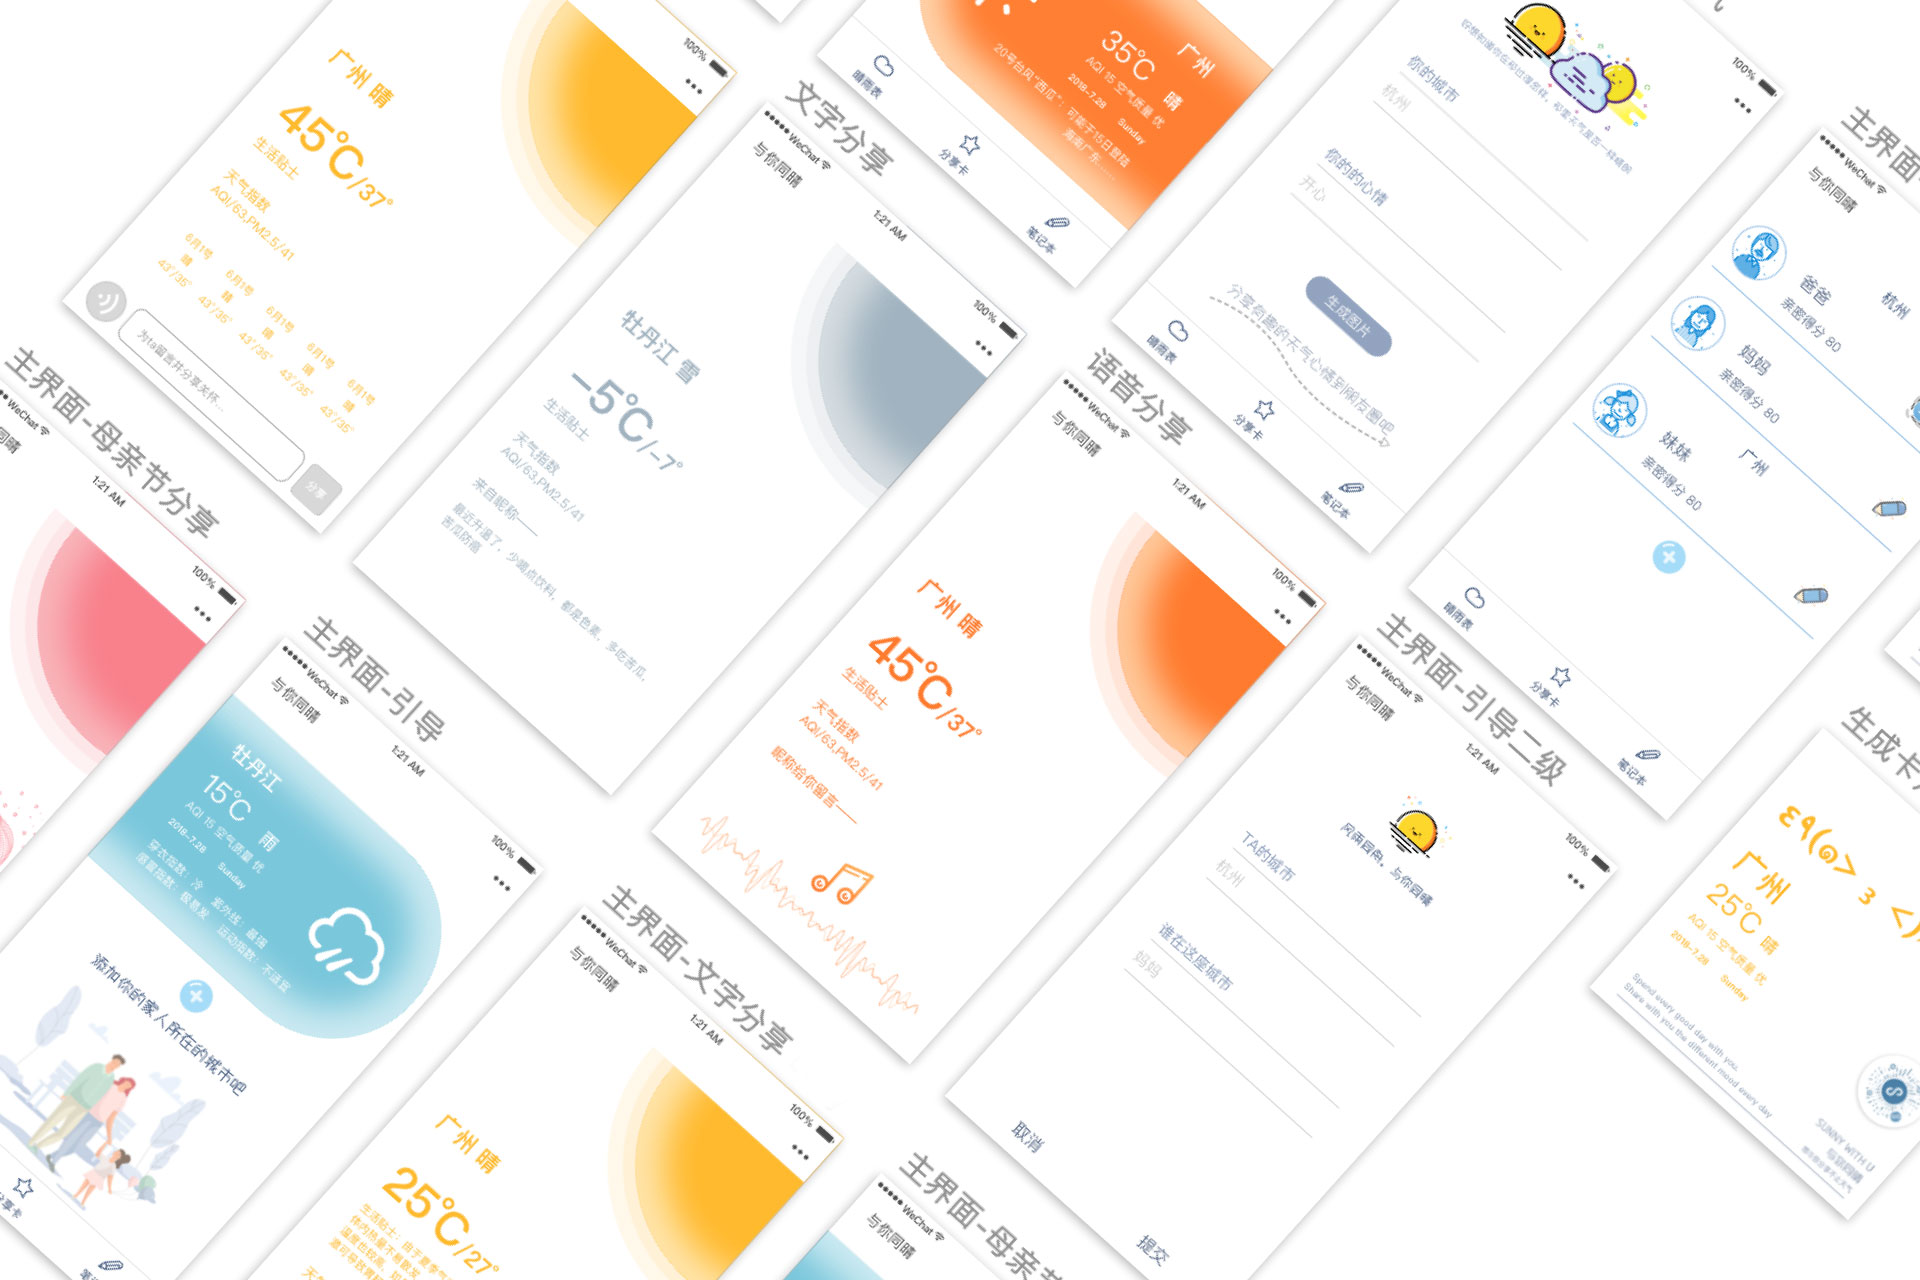 100%
广州 晴
45℃/37°
生活贴士
天气指数
AQI/63,PM2.5/41
6月1号
晴
43°/35°
6月1号
晴
43°/35°
6月1号
晴
43°/35°
6月1号
晴
43°/35°
6月1号
晴
43°/35°
为ta留言并分享关怀...
分享
文字分享
WeChat
与你同晴
1:21 AM
100%
牡丹江 雪
-5℃/-7°
生活贴士
天气指数
AQI/63,PM2.5/41
来自昵称——
最近升温了，少喝点饮料，都是色素，多吃苦瓜，
苦瓜防癌
广州
35℃
晴
AQI 15 空气质量 优
2018-7.28 Sunday
20号台风“西瓜”：可能于15日登陆
海南广东......
晴雨表
分享卡
笔记本
100%
你的城市
杭州
你的的心情
开心
生成图片
分享有趣的天气心情到朋友圈吧
晴雨表
分享卡
笔记本
主界面-
WeChat
与你同晴
爸爸
亲密得分 80
杭州
妈妈
亲密得分 80
妹妹
亲密得分 80
广州
晴雨表
分享卡
笔记本
主界面-母亲节分享
WeChat
同晴
1:21 AM
100%
主界面-引导
WeChat
与你同晴
1:21 AM
100%
牡丹江
15℃
雨
AQI 15 空气质量 优
2018-7.28 Sunday
穿衣指数：冷 紫外线：最强
感冒指数：极易发 运动指数：不适宜
添加你的家人所在的城市吧
分享卡
语音分享
WeChat
与你同晴
1:21 AM
100%
广州 晴
45℃/37°
生活贴士
天气指数
AQI/63,PM2.5/41
昵称给你留言——
主界面-文字分享
WeChat
与你同晴
1:21 AM
100%
广州 晴
25℃/27°
主界面-引导二级
WeChat
与你同晴
1:21 AM
100%
风雨同舟，与你同晴
TA的城市
杭州
谁在这座城市
妈妈
取消
提交
主界面-母亲节
WeChat
与你同晴
生成卡片
广州
25℃
晴
AQI 15 空气质量 优
2018-7.28 Sunday
Spend every good day with you,
Share with you the different mood every day
SUNNY WITH U
与你同晴